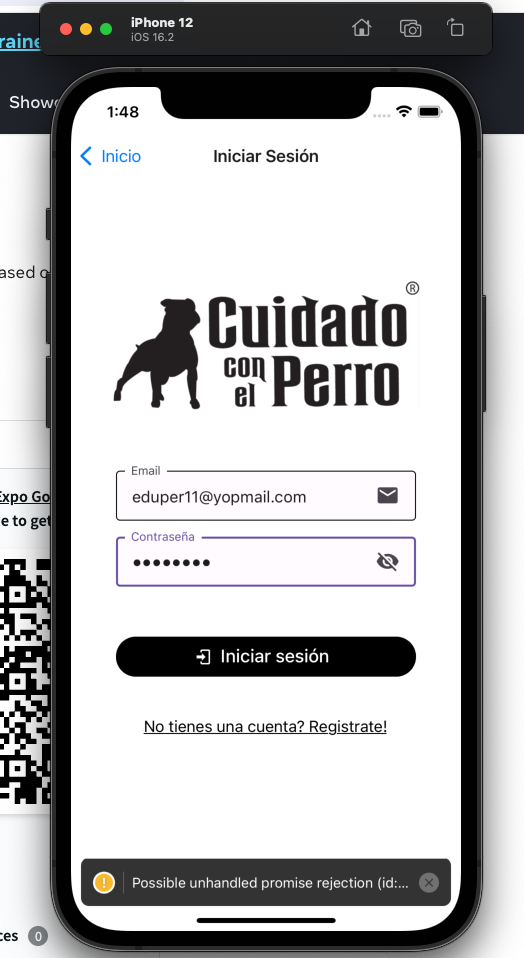 iPhone 12
iOS 16.2
raine
Show
1:48
Inicio
Iniciar Sesión
ased o
®
Cuidado
con
el Perro
Email
eduper11@yopmail.com
Contraseña
••••••••
Expo Go
e to get
Iniciar sesión
No tienes una cuenta? Registrate!
!
Possible unhandled promise rejection (id:...
ces 0